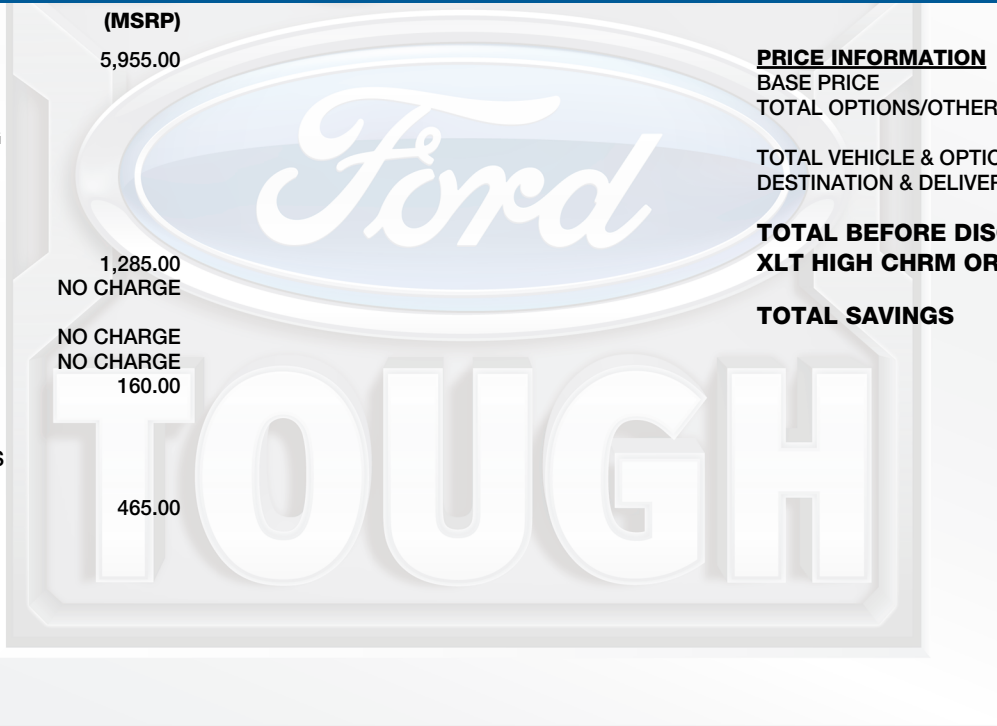 (MSRP)
5,955.00
1,285.00
NO CHARGE
NO CHARGE
NO CHARGE
160.00
465.00
PRICE INFORMATION
BASE PRICE
TOTAL OPTIONS/OTHER
TOTAL VEHICLE & OPTIO
DESTINATION & DELIVER
TOTAL BEFORE DIS
XLT HIGH CHRM OR
TOTAL SAVINGS
Ford
TOUGH